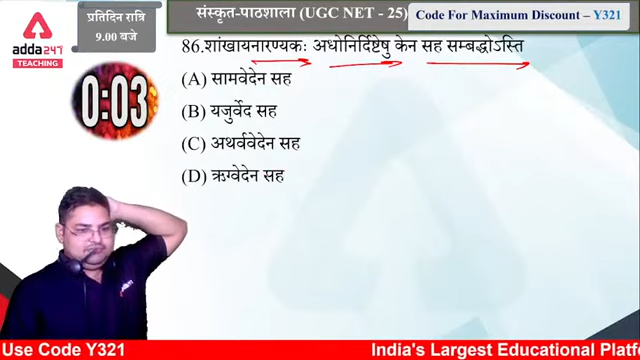 adda247
TEACHING
प्रतिदिन रात्रि
9.00 बजे
संस्कृत-पाठशाला (UGC NET - 25)
Code For Maximum Discount – Y321
86.शांखायनारण्यकः अधोनिर्दिष्टेषु केन सह सम्बद्धोऽस्ति
(A) सामवेदेन सह
(B) यजुर्वेद सह
(C) अथर्ववेदेन सह
(D) ऋग्वेदेन सह
0:03
Use Code Y321
India's Largest Educational Platf